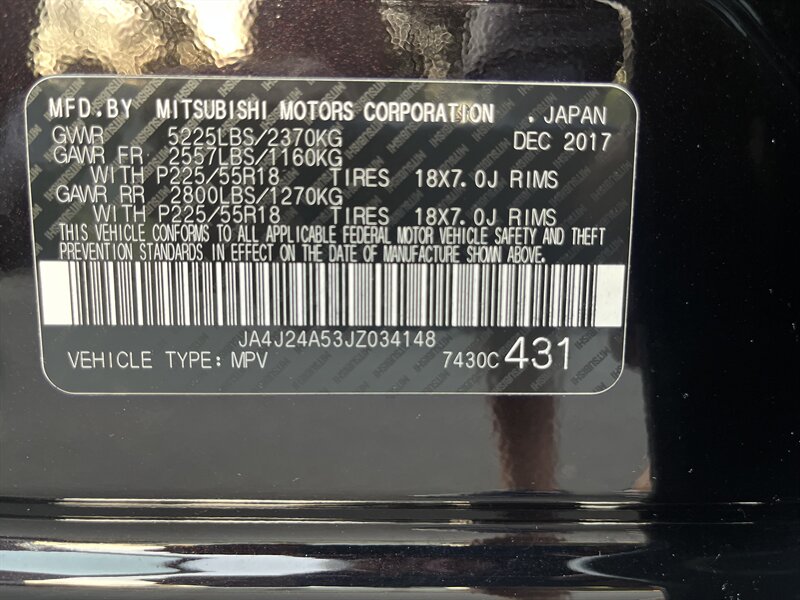 MFD.BY MITSUBISHI MOTORS CORPORATION . JAPAN
GVWR 5225LBS/2370KG DEC 2017
GAWR FR 2557LBS/1160KG
WITH P225/55R18 TIRES 18X7.0J RIMS
GAWR RR 2800LBS/1270KG
WITH P225/55R18 TIRES 18X7.0J RIMS
THIS VEHICLE CONFORMS TO ALL APPLICABLE FEDERAL MOTOR VEHICLE SAFETY AND THEFT
PREVENTION STANDARDS IN EFFECT ON THE DATE OF MANUFACTURE SHOWN ABOVE.
JA4J24A53JZ034148
VEHICLE TYPE: MPV 7430C 431